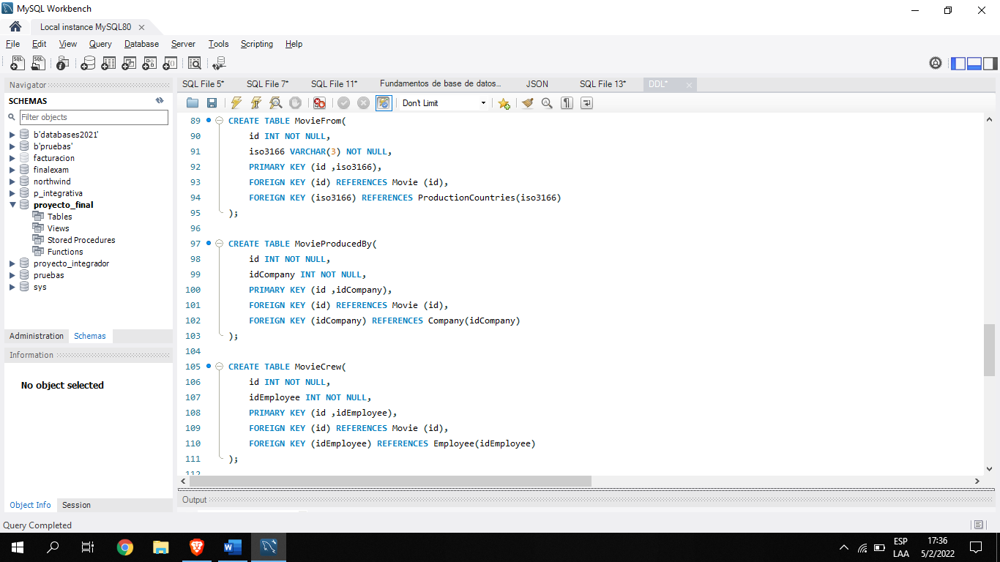 MySQL Workbench
Local instance MySQL80
File Edit View Query Database Server Tools Scripting Help
Navigator
SCHEMAS
Filter objects
b'databases2021'
b'pruebas'
facturacion
finalexam
northwind
p_integrativa
proyecto_final
Tables
Views
Stored Procedures
Functions
proyecto_integrador
pruebas
sys
Administration Schemas
Information
No object selected
Object Info Session
SQL File 5* SQL File 7* SQL File 11* Fundamentos de base de datos... JSON SQL File 13* DDL*
Don't Limit
89 CREATE TABLE MovieFrom(
90 id INT NOT NULL,
91 iso3166 VARCHAR(3) NOT NULL,
92 PRIMARY KEY (id ,iso3166),
93 FOREIGN KEY (id) REFERENCES Movie (id),
94 FOREIGN KEY (iso3166) REFERENCES ProductionCountries(iso3166)
95 );
96
97 CREATE TABLE MovieProducedBy(
98 id INT NOT NULL,
99 idCompany INT NOT NULL,
100 PRIMARY KEY (id ,idCompany),
101 FOREIGN KEY (id) REFERENCES Movie (id),
102 FOREIGN KEY (idCompany) REFERENCES Company(idCompany)
103 );
104
105 CREATE TABLE MovieCrew(
106 id INT NOT NULL,
107 idEmployee INT NOT NULL,
108 PRIMARY KEY (id ,idEmployee),
109 FOREIGN KEY (id) REFERENCES Movie (id),
110 FOREIGN KEY (idEmployee) REFERENCES Employee(idEmployee)
111 );
112
Output
Query Completed
ESP
LAA
17:36
5/2/2022